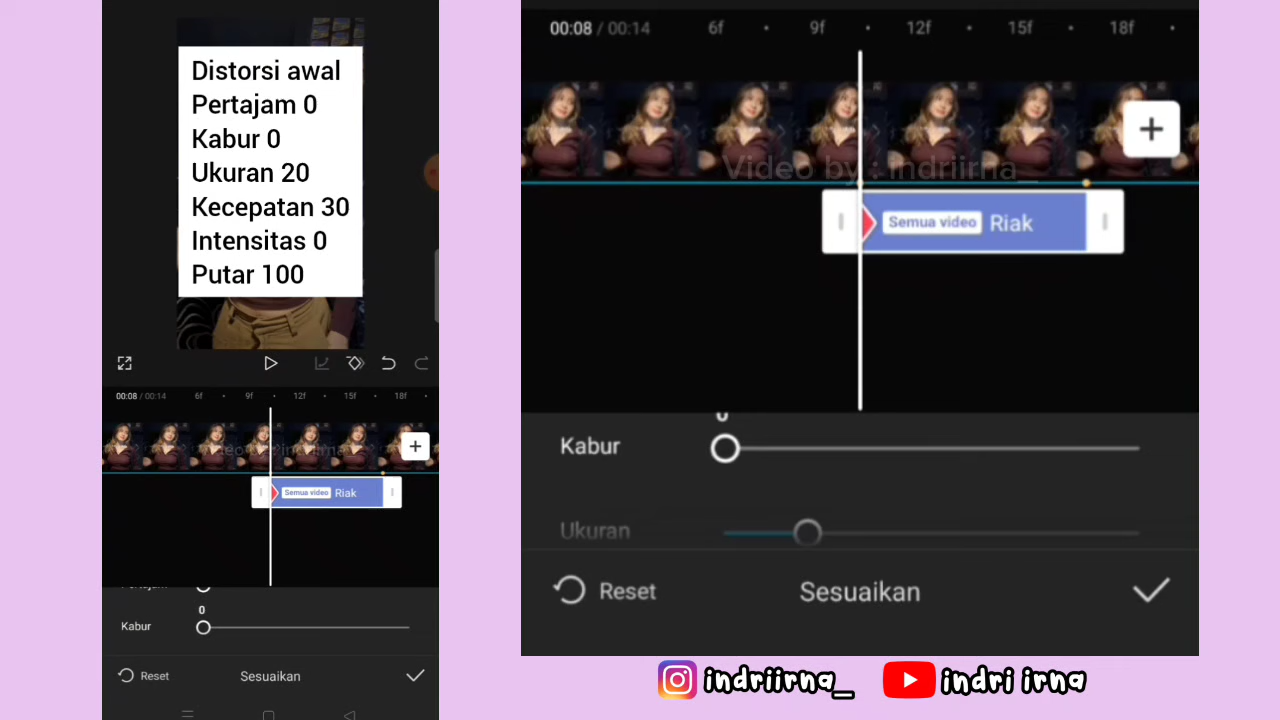 Distorsi awal
Pertajam 0
Kabur 0
Ukuran 20
Kecepatan 30
Intensitas 0
Putar 100
00:08 / 00:14 6f 9f 12f 15f 18f
Semua video Riak
0
Kabur
Reset Sesuaikan
00:08 / 00:14 6f 9f 12f 15f 18f
Video by : indriirna_
Semua video Riak
0
Kabur
Ukuran
Reset Sesuaikan
indriirna_ indri irna